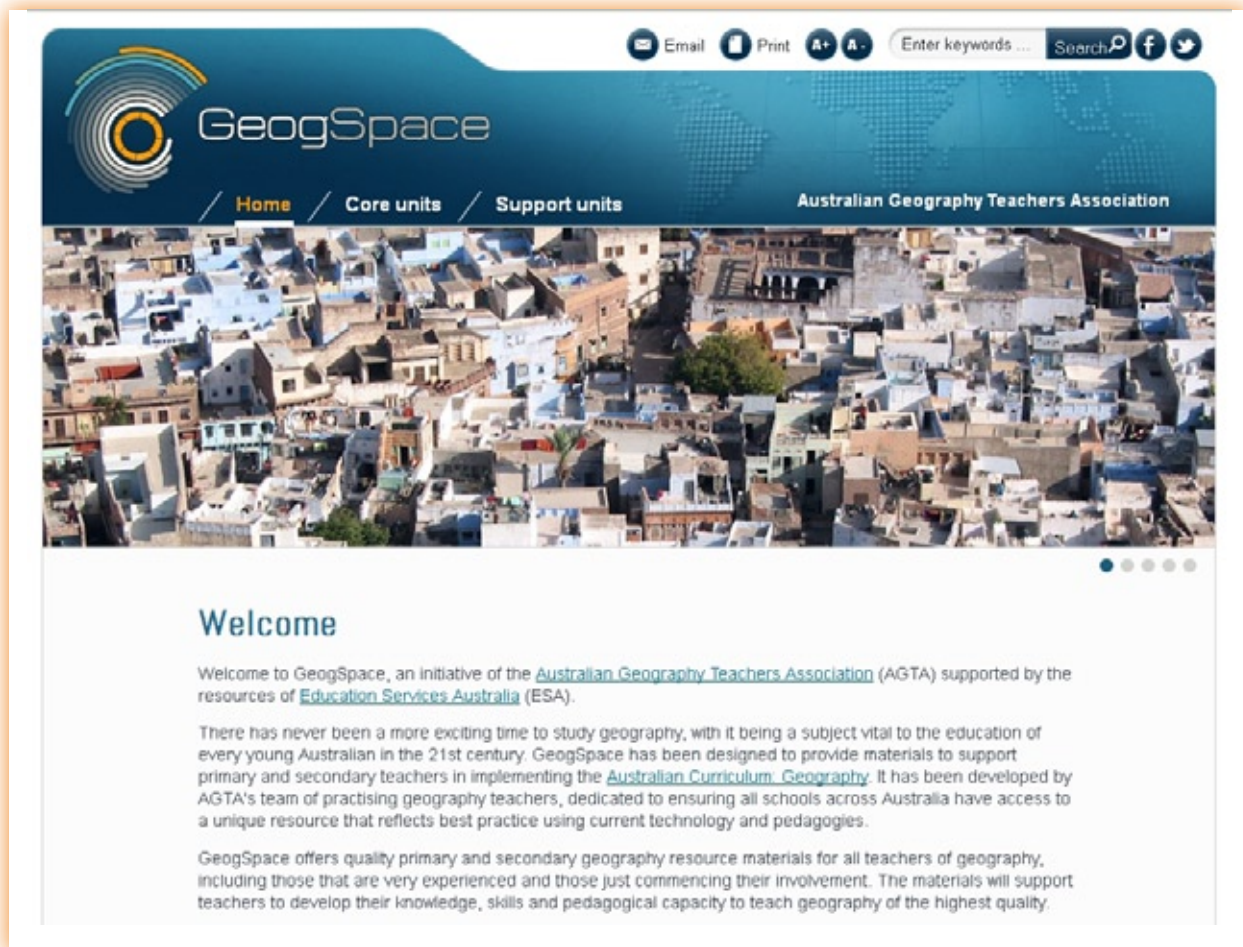 Email Print A+ A- Enter keywords ... Search
GeogSpace
Home Core units Support units Australian Geography Teachers Association
Welcome
Welcome to GeogSpace, an initiative of the Australian Geography Teachers Association (AGTA) supported by the
resources of Education Services Australia (ESA).
There has never been a more exciting time to study geography, with it being a subject vital to the education of
every young Australian in the 21st century. GeogSpace has been designed to provide materials to support
primary and secondary teachers in implementing the Australian Curriculum: Geography. It has been developed by
AGTA's team of practising geography teachers, dedicated to ensuring all schools across Australia have access to
a unique resource that reflects best practice using current technology and pedagogies.
GeogSpace offers quality primary and secondary geography resource materials for all teachers of geography,
including those that are very experienced and those just commencing their involvement. The materials will support
teachers to develop their knowledge, skills and pedagogical capacity to teach geography of the highest quality.